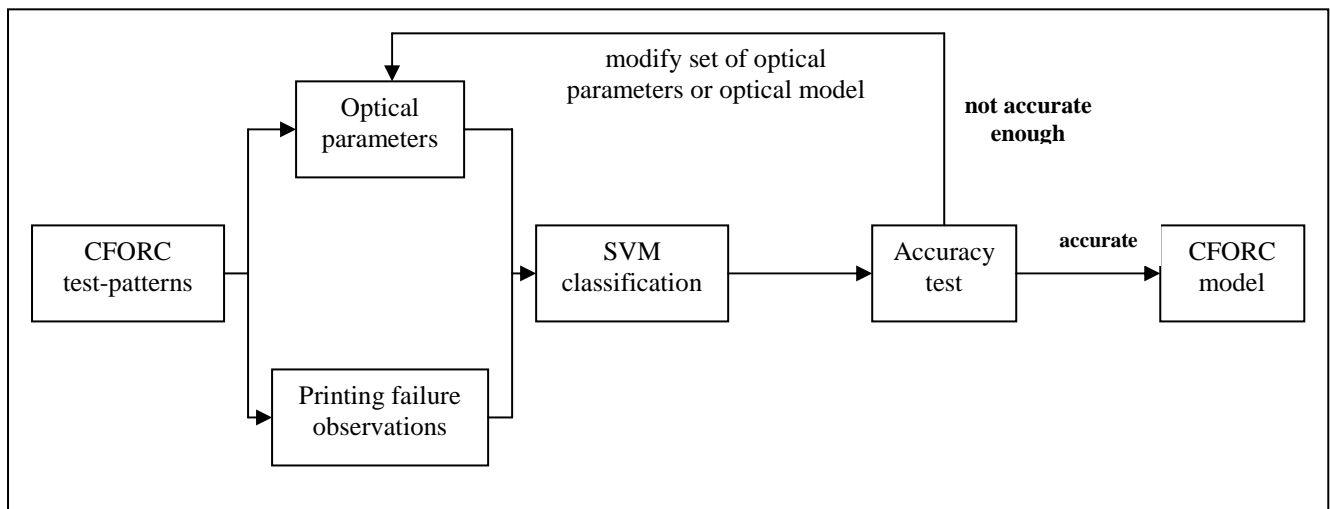 modify set of optical
parameters or optical model
Optical
parameters
not accurate
enough
CFORC
test-patterns
SVM
classification
Accuracy
test
accurate
CFORC
model
Printing failure
observations